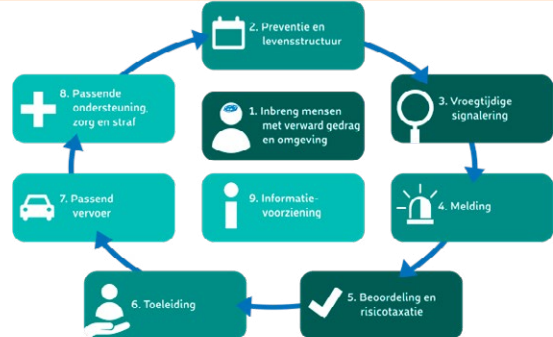 2. Preventie en
levensstructuur
8. Passende
ondersteuning,
zorg en straf
1. Inbreng mensen
met verward gedrag
en omgeving
3. Vroegtijdige
signalering
7. Passend
vervoer
9. Informatie-
voorziening
4. Melding
6. Toeleiding
5. Beoordeling en
risicotaxatie